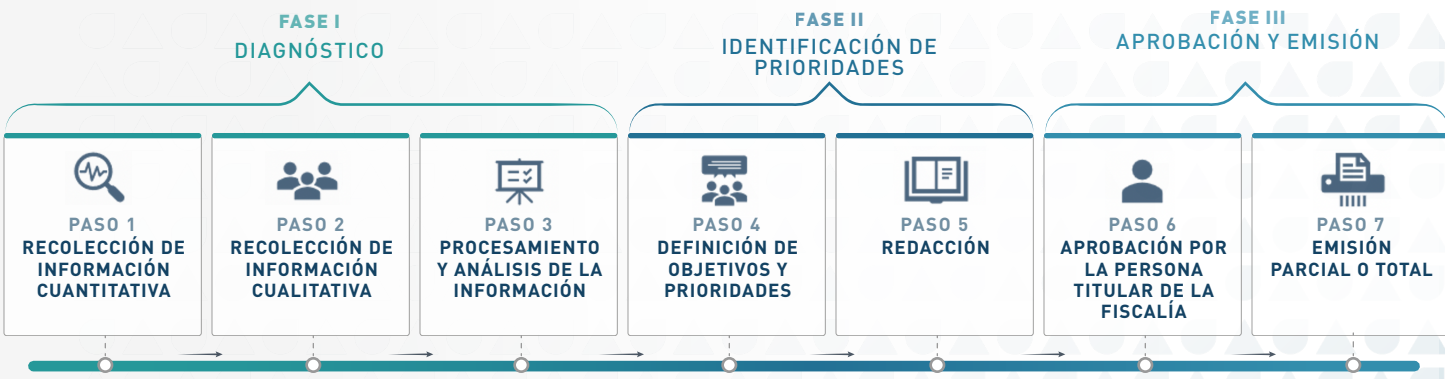 FASE I
DIAGNÓSTICO
FASE II
IDENTIFICACIÓN DE
PRIORIDADES
FASE III
APROBACIÓN Y EMISIÓN
PASO 1
RECOLECCIÓN DE
INFORMACIÓN
CUANTITATIVA
PASO 2
RECOLECCIÓN DE
INFORMACIÓN
CUALITATIVA
PASO 3
PROCESAMIENTO
Y ANÁLISIS DE LA
INFORMACIÓN
PASO 4
DEFINICIÓN DE
OBJETIVOS Y
PRIORIDADES
PASO 5
REDACCIÓN
PASO 6
APROBACIÓN POR
LA PERSONA
TITULAR DE LA
FISCALÍA
PASO 7
EMISIÓN
PARCIAL O TOTAL